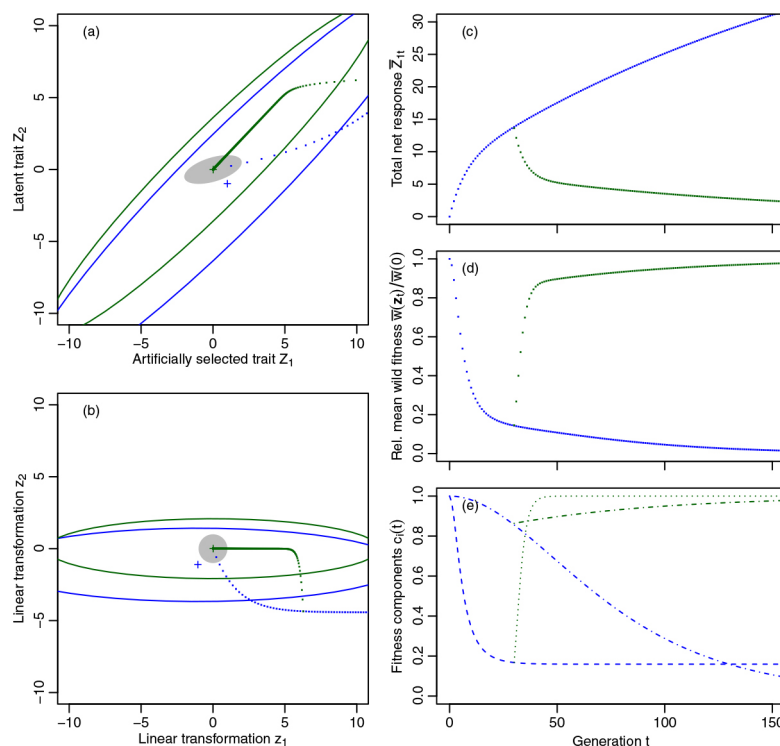 (a)
10
5
0
−5
−10
Latent trait Z2
−10 −5 0 5 10
Artificially selected trait Z1
(b)
10
5
0
−5
−10
Linear transformation z2
−10 −5 0 5 10
Linear transformation z1
(c)
30
25
20
15
10
5
0
Total net response Z̅1t
(d)
1.0
0.8
0.6
0.4
0.2
0.0
Rel. mean wild fitness w̅(zt)/w̅(0)
(e)
1.0
0.8
0.6
0.4
0.2
0.0
Fitness components ci(t)
0 50 100 150
Generation t